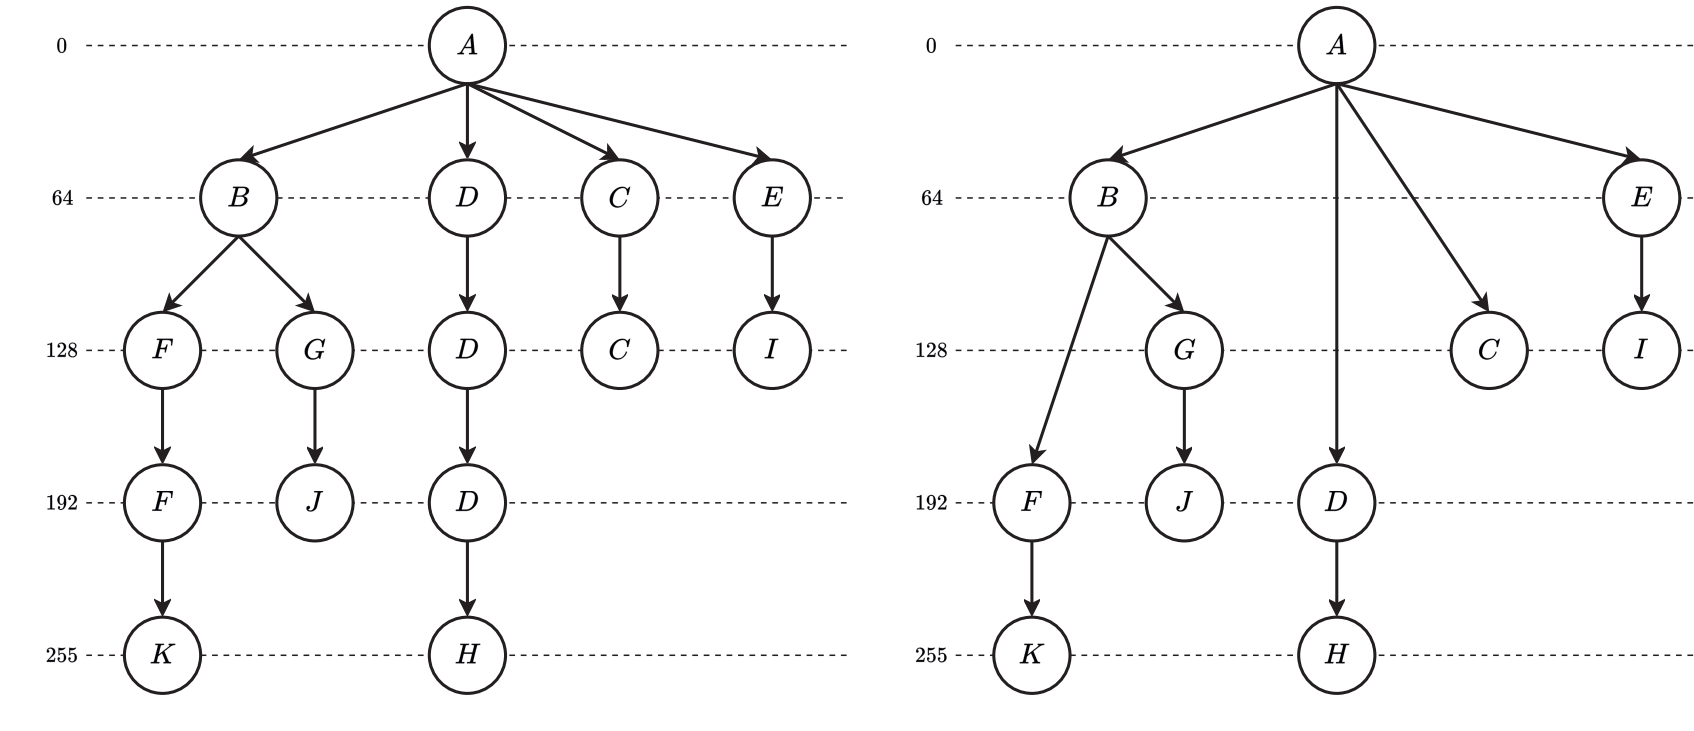 0 A 0 A
64 B D C E 64 B E
128 F G D C I 128 G C I
192 F J D 192 F J D
255 K H 255 K H